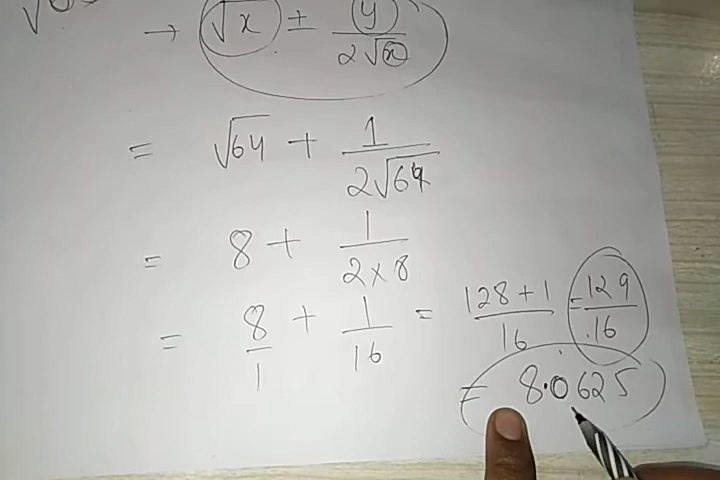 → √x ± y/2√x
= √64 + 1/2√64
= 8 + 1/2×8
= 8/1 + 1/16 = 128+1/16 = 129/16
= 8.0625